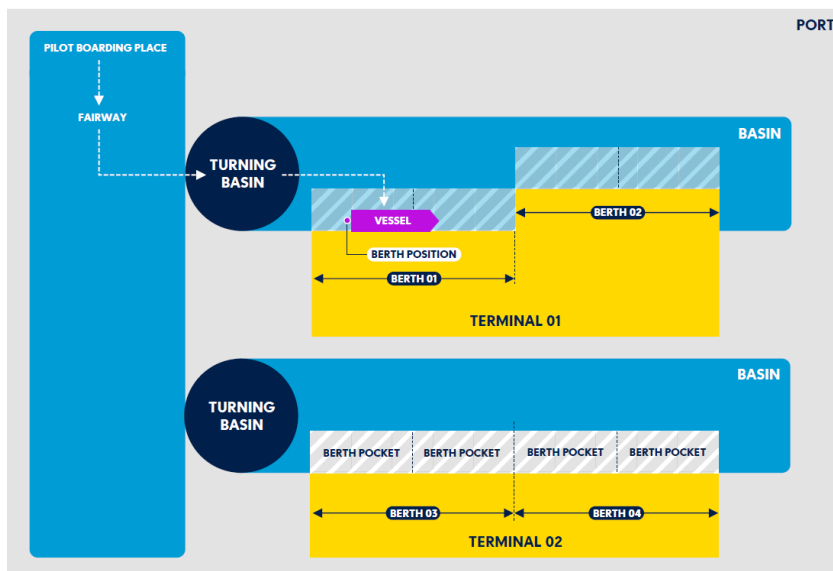 PORT
PILOT BOARDING PLACE
FAIRWAY
BASIN
TURNING
BASIN
VESSEL
BERTH 02
BERTH POSITION
BERTH 01
TERMINAL 01
BASIN
TURNING
BASIN
BERTH POCKET
BERTH POCKET
BERTH POCKET
BERTH POCKET
BERTH 03
BERTH 04
TERMINAL 02